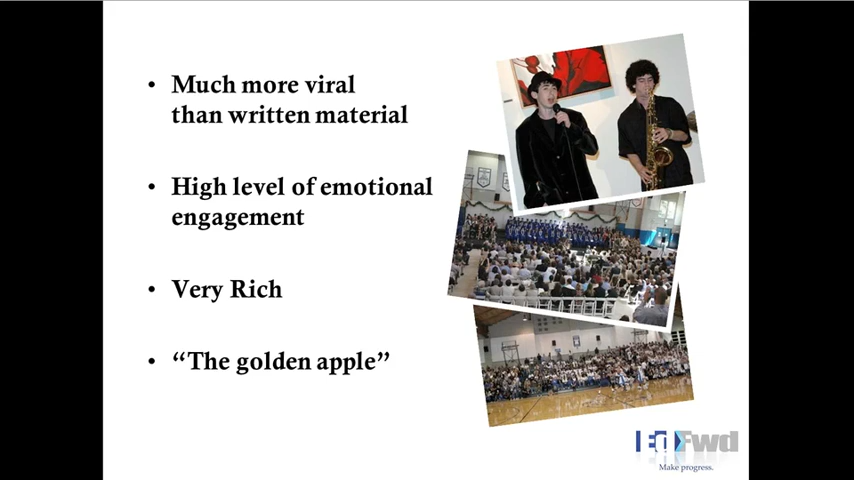 • Much more viral
than written material
• High level of emotional
engagement
• Very Rich
• “The golden apple”
EdFwd
Make progress.